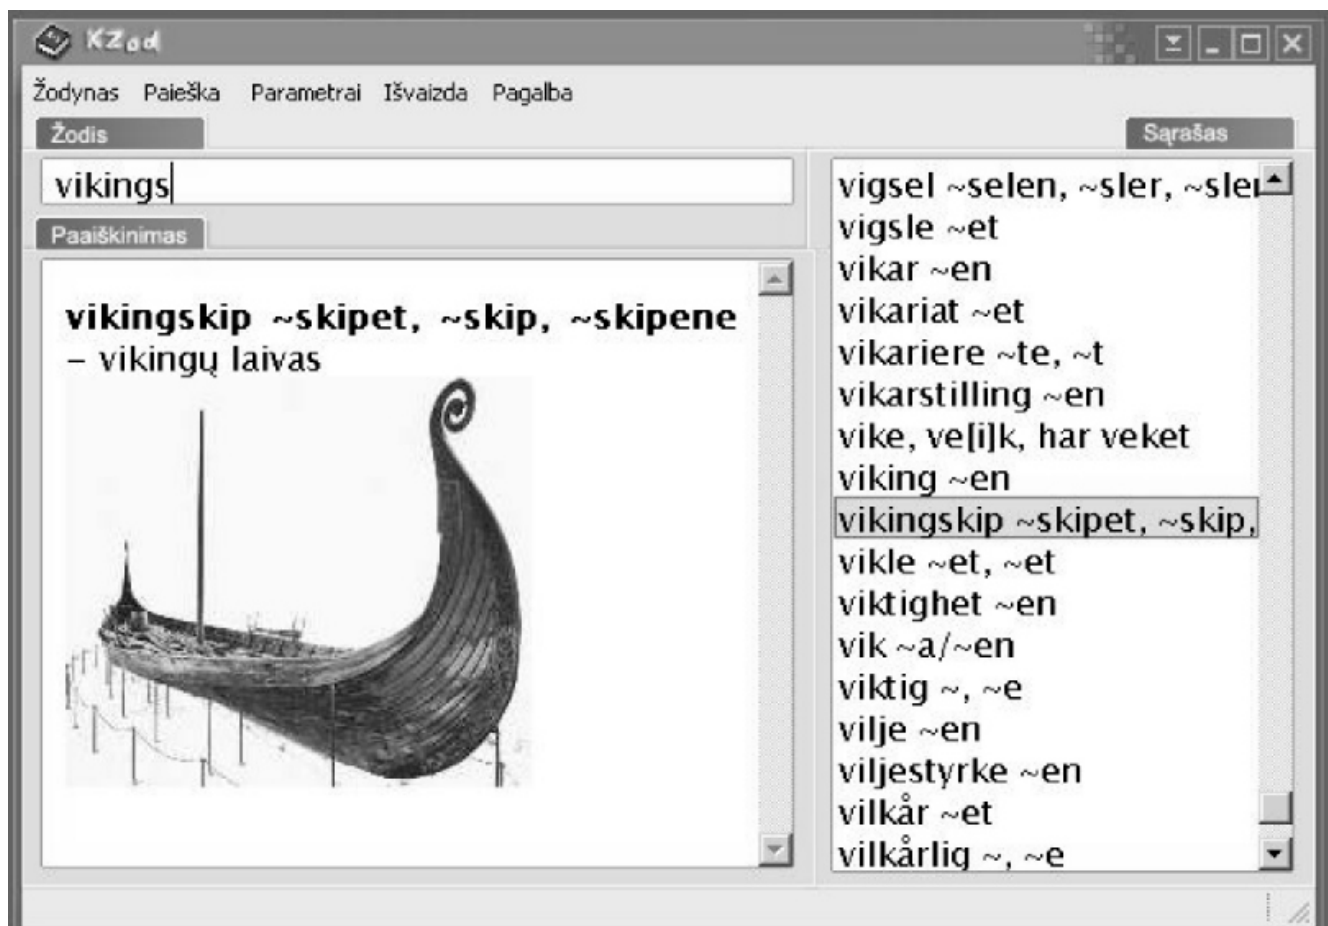 KZod
Žodynas Paieška Parametrai Išvaizda Pagalba
Žodis
Sąrašas
vikings
Paaiškinimas
vikingskip ~skipet, ~skip, ~skipene
– vikingų laivas
vigsel ~selen, ~sler, ~sler
vigsle ~et
vikar ~en
vikariat ~et
vikariere ~te, ~t
vikarstilling ~en
vike, ve[i]k, har veket
viking ~en
vikingskip ~skipet, ~skip,
vikle ~et, ~et
viktighet ~en
vik ~a/~en
viktig ~, ~e
vilje ~en
viljestyrke ~en
vilkår ~et
vilkårlig ~, ~e